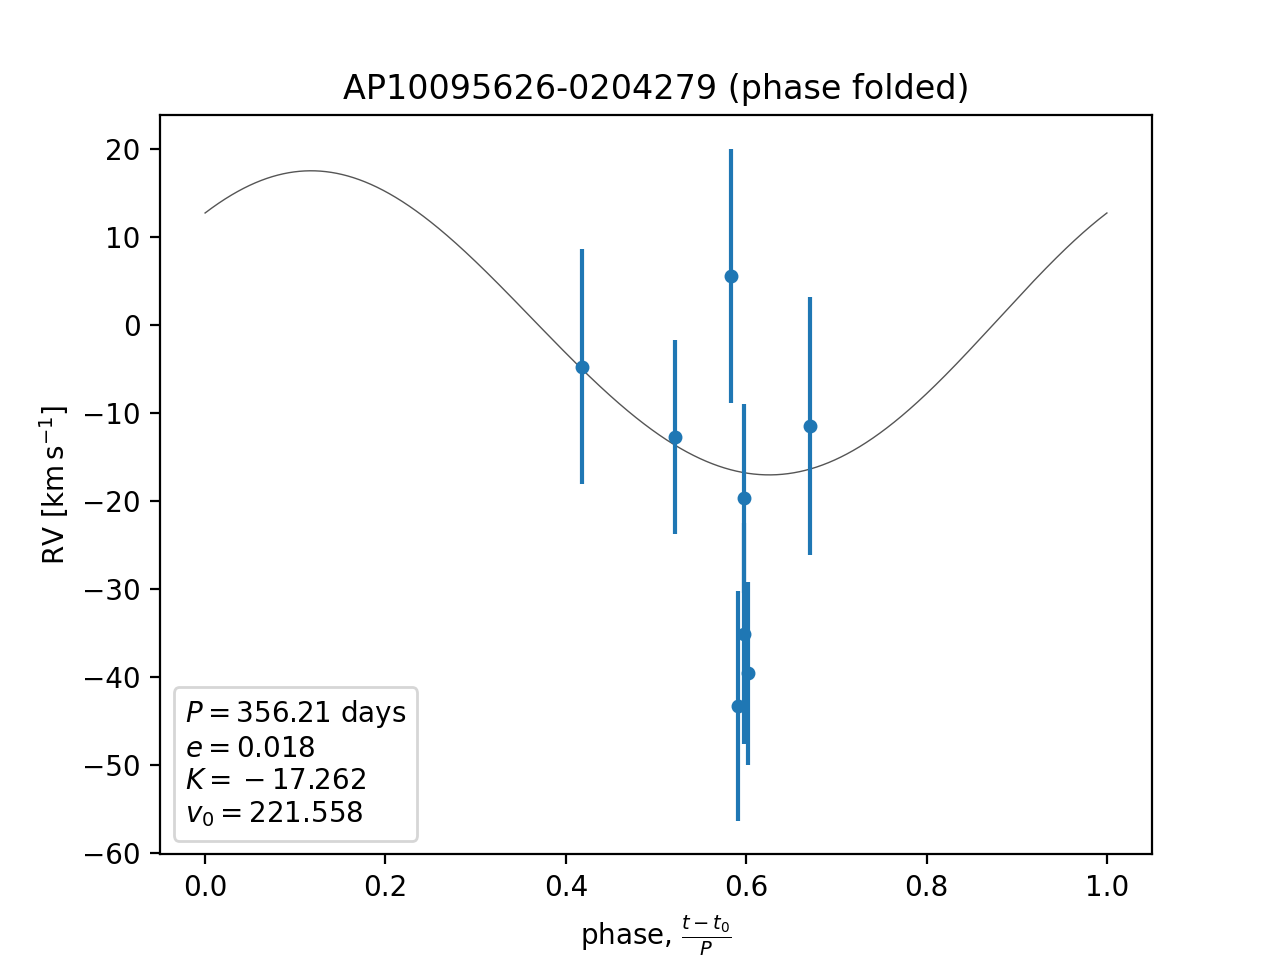 AP10095626-0204279 (phase folded)
20
10
0
−10
−20
−30
−40
−50
−60
RV [km s⁻¹]
P = 356.21 days
e = 0.018
K = −17.262
v₀ = 221.558
0.0 0.2 0.4 0.6 0.8 1.0
phase, (t − t₀)/P